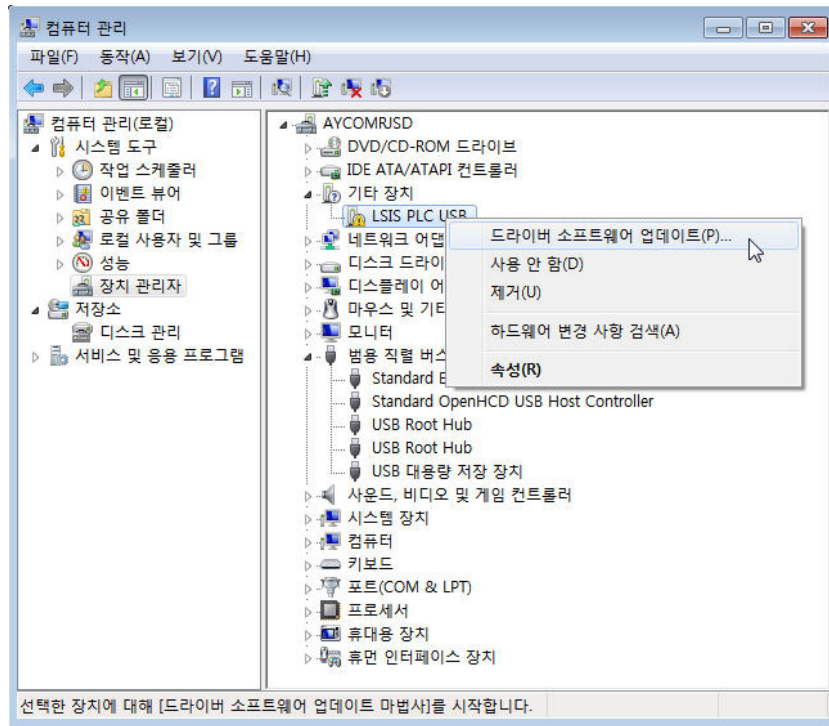 컴퓨터 관리
파일(F) 동작(A) 보기(V) 도움말(H)
컴퓨터 관리(로컬)
시스템 도구
작업 스케줄러
이벤트 뷰어
공유 폴더
로컬 사용자 및 그룹
성능
장치 관리자
저장소
디스크 관리
서비스 및 응용 프로그램
AYCOMRJSD
DVD/CD-ROM 드라이브
IDE ATA/ATAPI 컨트롤러
기타 장치
LSIS PLC USB
네트워크 어댑
디스크 드라이
디스플레이 어
마우스 및 기타
모니터
범용 직렬 버스
Standard E
Standard OpenHCD USB Host Controller
USB Root Hub
USB Root Hub
USB 대용량 저장 장치
사운드, 비디오 및 게임 컨트롤러
시스템 장치
컴퓨터
키보드
포트(COM & LPT)
프로세서
휴대용 장치
휴먼 인터페이스 장치
드라이버 소프트웨어 업데이트(P)...
사용 안 함(D)
제거(U)
하드웨어 변경 사항 검색(A)
속성(R)
선택한 장치에 대해 [드라이버 소프트웨어 업데이트 마법사]를 시작합니다.